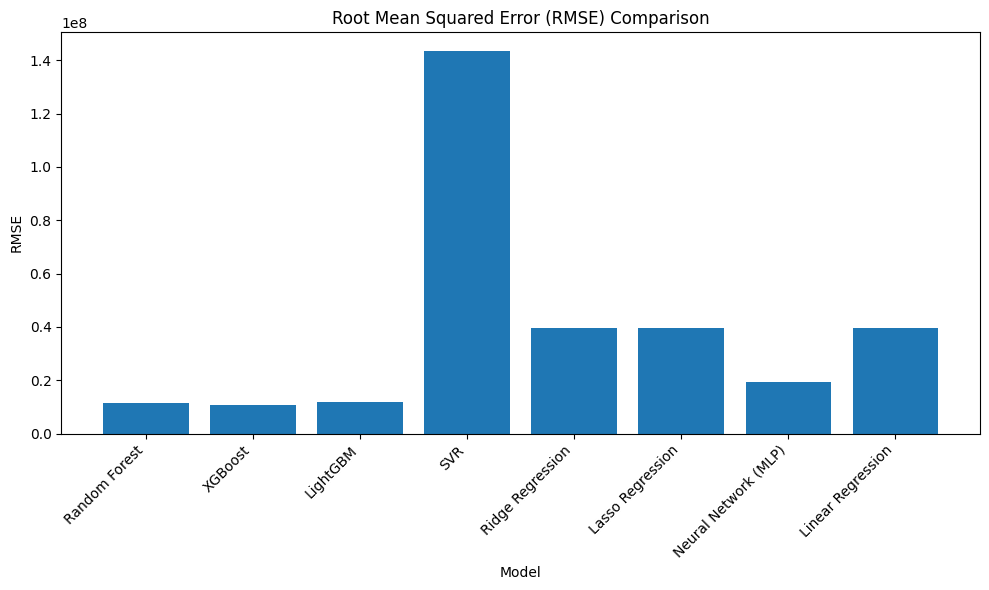 Root Mean Squared Error (RMSE) Comparison
1e8
1.4
1.2
1.0
0.8
0.6
0.4
0.2
0.0
RMSE
Random Forest
XGBoost
LightGBM
SVR
Ridge Regression
Lasso Regression
Neural Network (MLP)
Linear Regression
Model